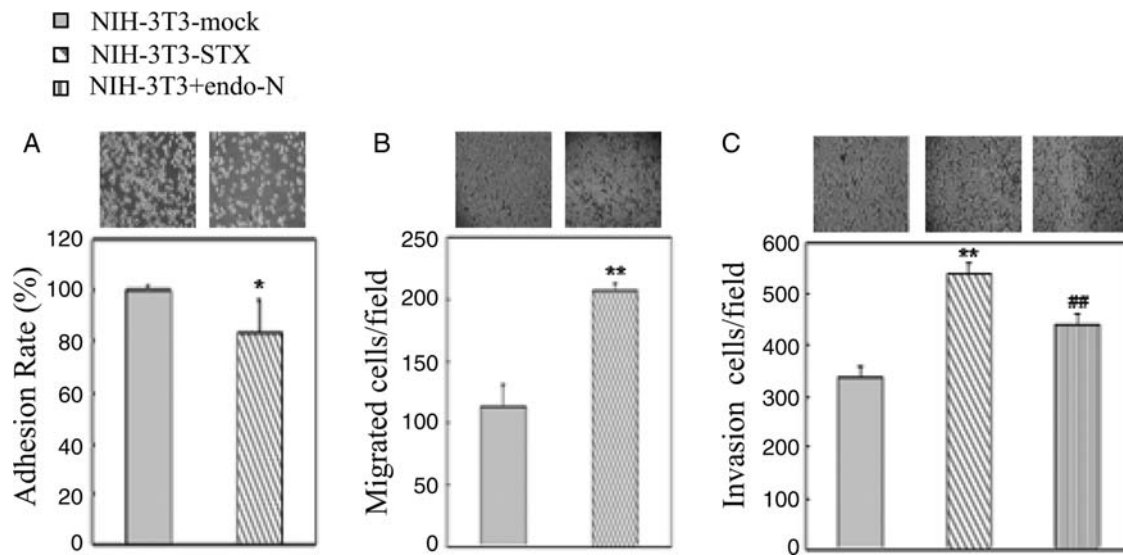 NIH-3T3-mock
NIH-3T3-STX
NIH-3T3+endo-N
A
B
C
Adhesion Rate (%)
120
100
80
60
40
20
0
*
Migrated cells/field
250
200
150
100
50
0
**
Invasion cells/field
600
500
400
300
200
100
0
**
##